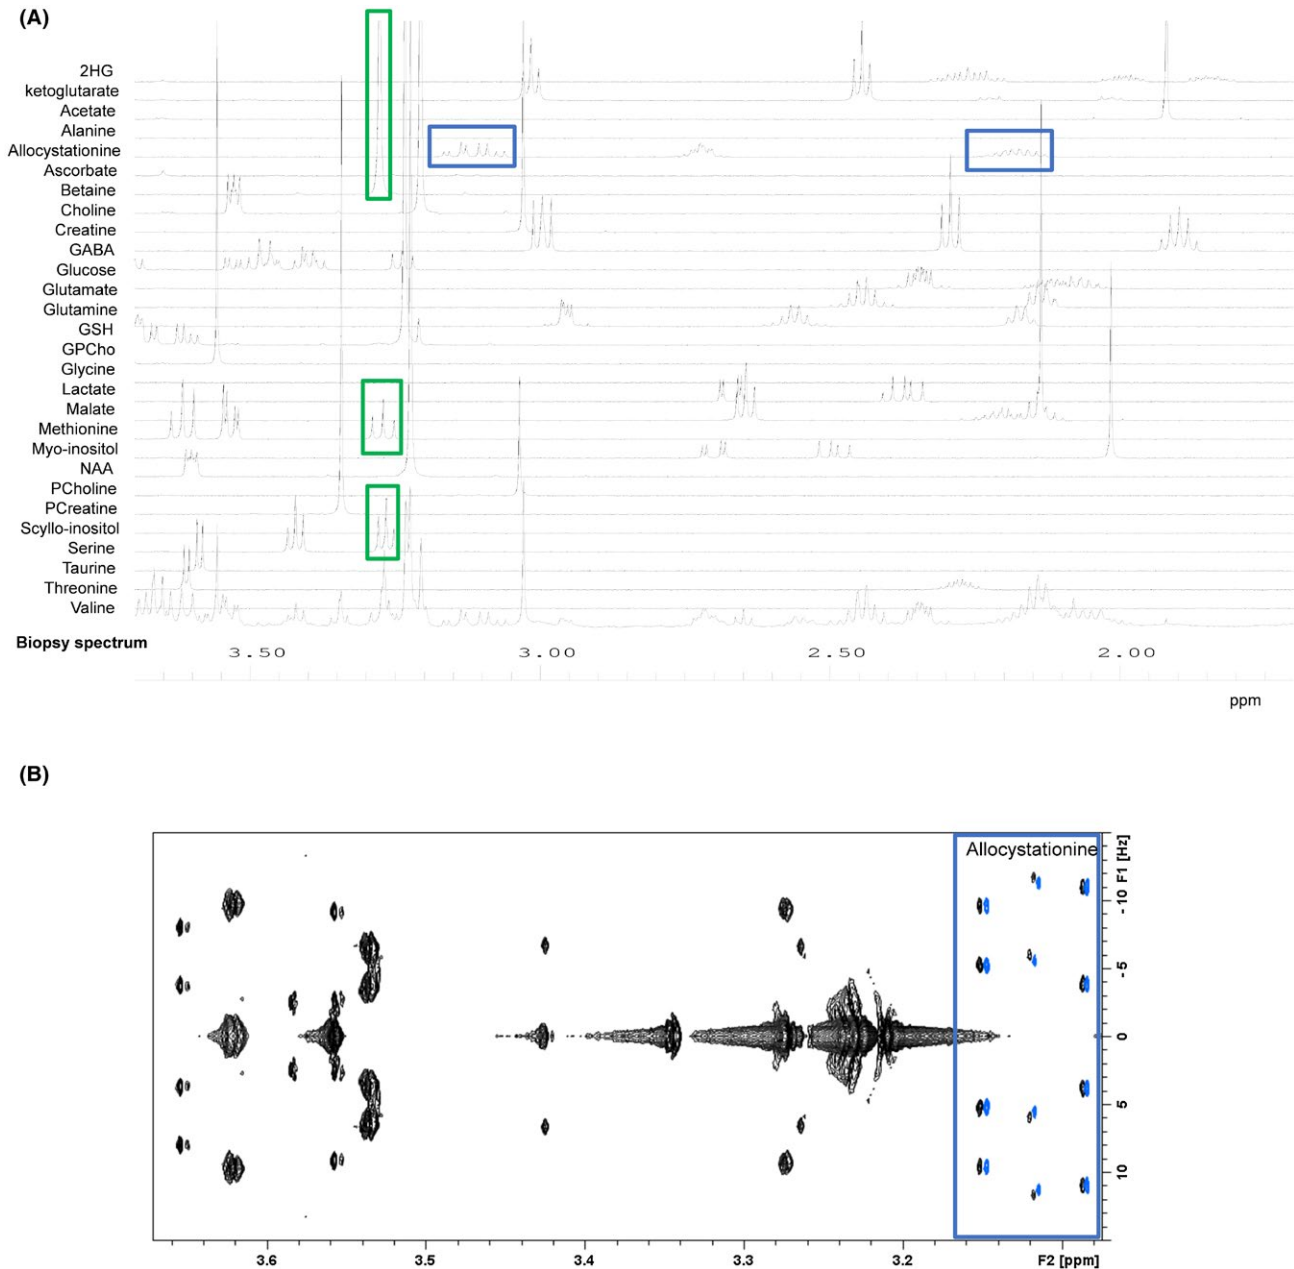 (A)
2HG
ketoglutarate
Acetate
Alanine
Allocystationine
Ascorbate
Betaine
Choline
Creatine
GABA
Glucose
Glutamate
Glutamine
GSH
GPCho
Glycine
Lactate
Malate
Methionine
Myo-inositol
NAA
PCholine
PCreatine
Scyllo-inositol
Serine
Taurine
Threonine
Valine
Biopsy spectrum
3.50 3.00 2.50 2.00
ppm
(B)
Allocystationine
F1 [Hz]
- 10
- 5
0
5
10
3.6 3.5 3.4 3.3 3.2 F2 [ppm]